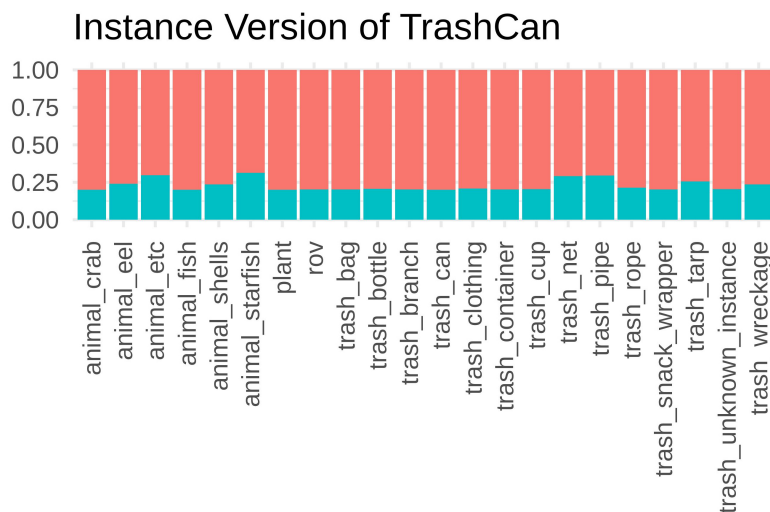 Instance Version of TrashCan
1.00
0.75
0.50
0.25
0.00
animal_crab
animal_eel
animal_etc
animal_fish
animal_shells
animal_starfish
plant
rov
trash_bag
trash_bottle
trash_branch
trash_can
trash_clothing
trash_container
trash_cup
trash_net
trash_pipe
trash_rope
trash_snack_wrapper
trash_tarp
trash_unknown_instance
trash_wreckage